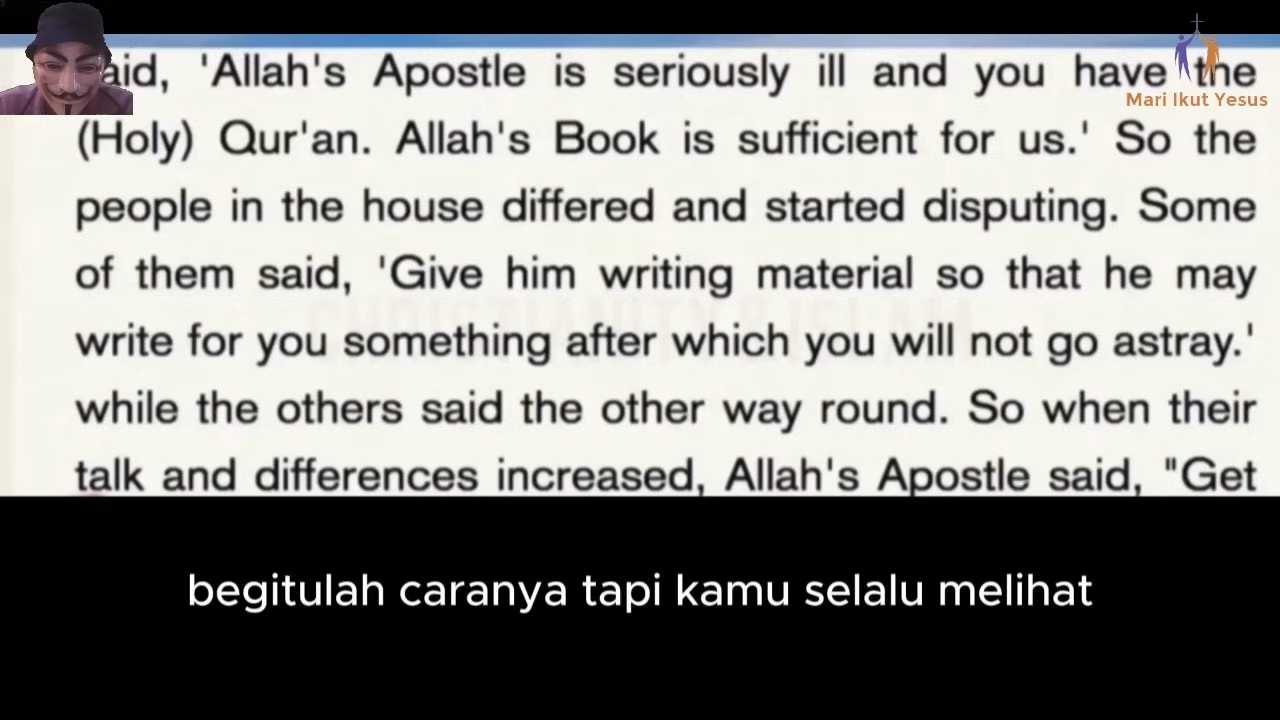 aid, 'Allah's Apostle is seriously ill and you have the
(Holy) Qur'an. Allah's Book is sufficient for us.' So the
people in the house differed and started disputing. Some
of them said, 'Give him writing material so that he may
write for you something after which you will not go astray.'
while the others said the other way round. So when their
talk and differences increased, Allah's Apostle said, "Get
Mari Ikut Yesus
CHRISTIANITY & ISLAM
begitulah caranya tapi kamu selalu melihat